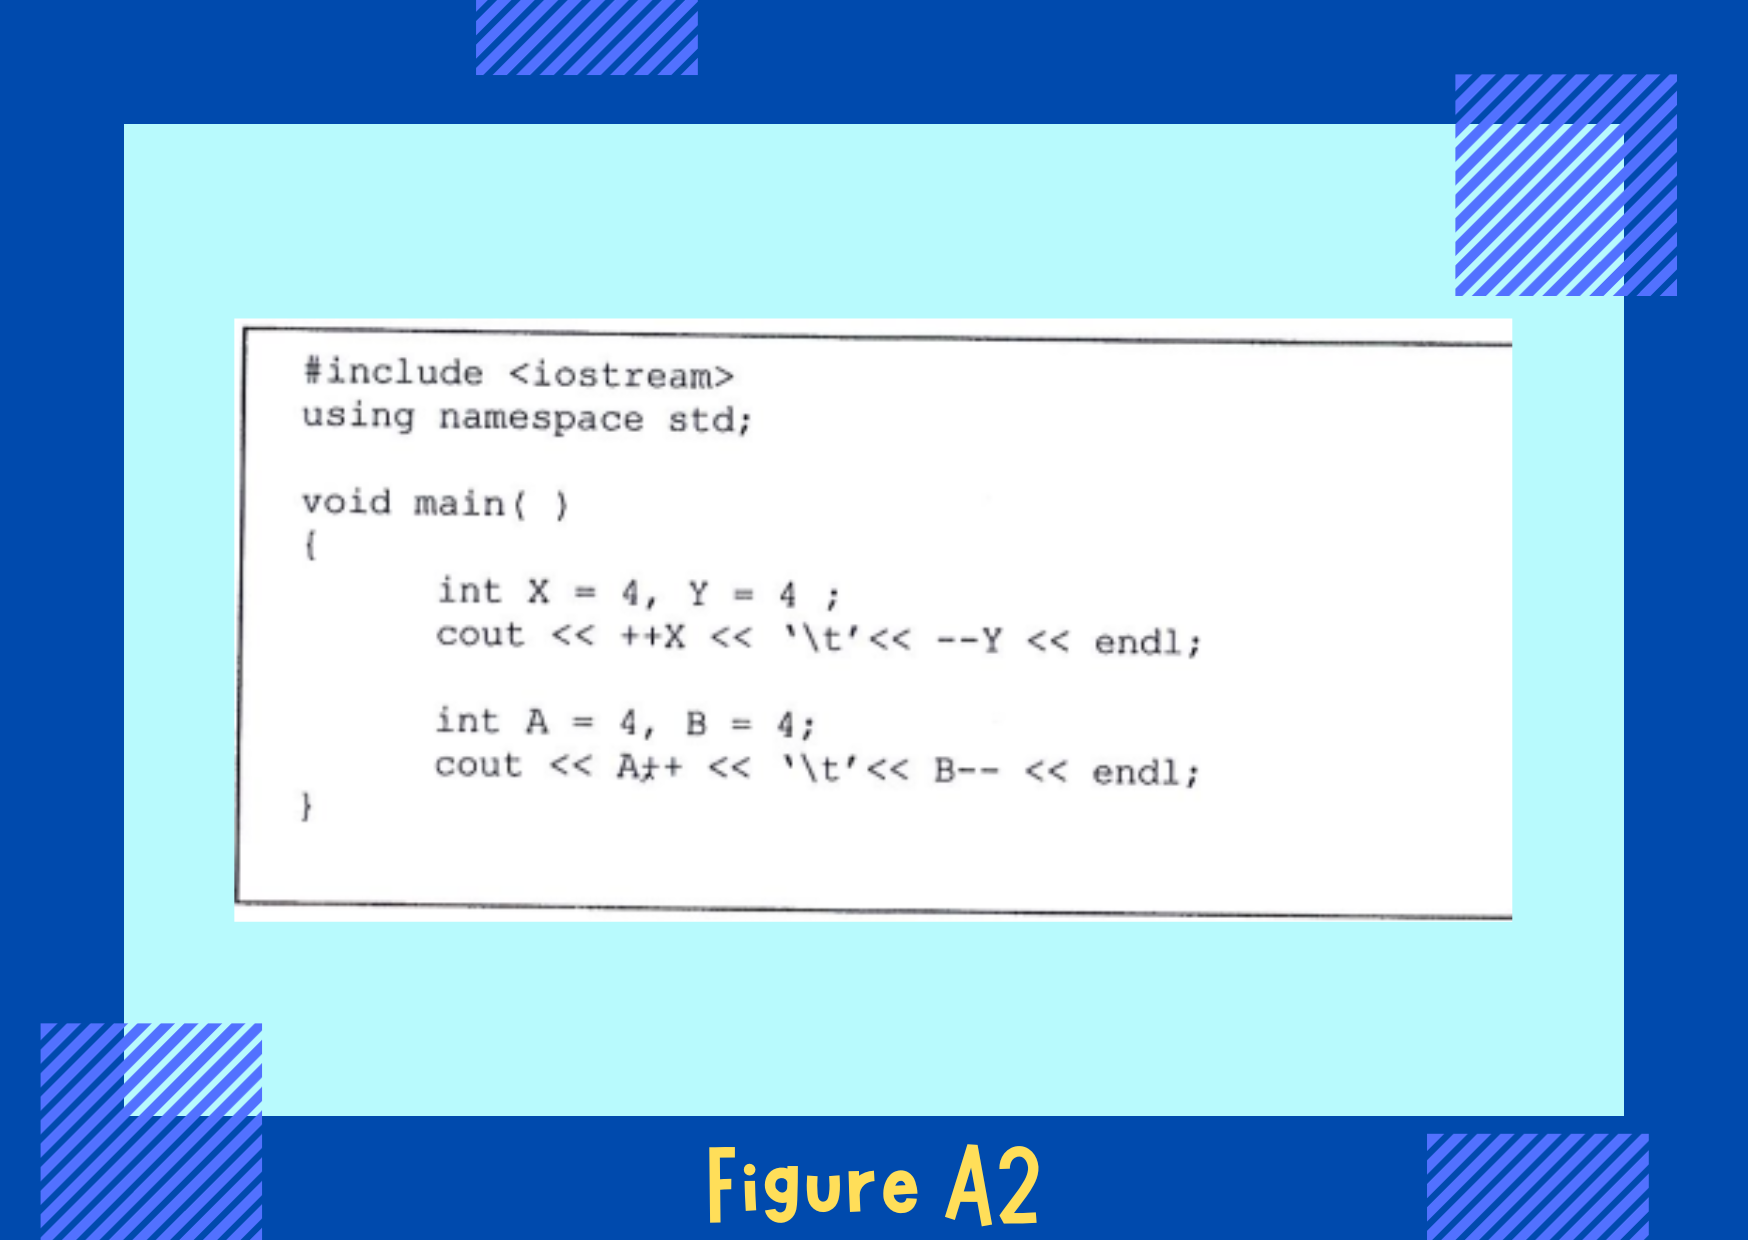 #include <iostream>
using namespace std;
void main( )
{
int X = 4, Y = 4 ;
cout << ++X << '\t'<< --Y << endl;
int A = 4, B = 4;
cout << A++ << '\t'<< B-- << endl;
}
Figure A2